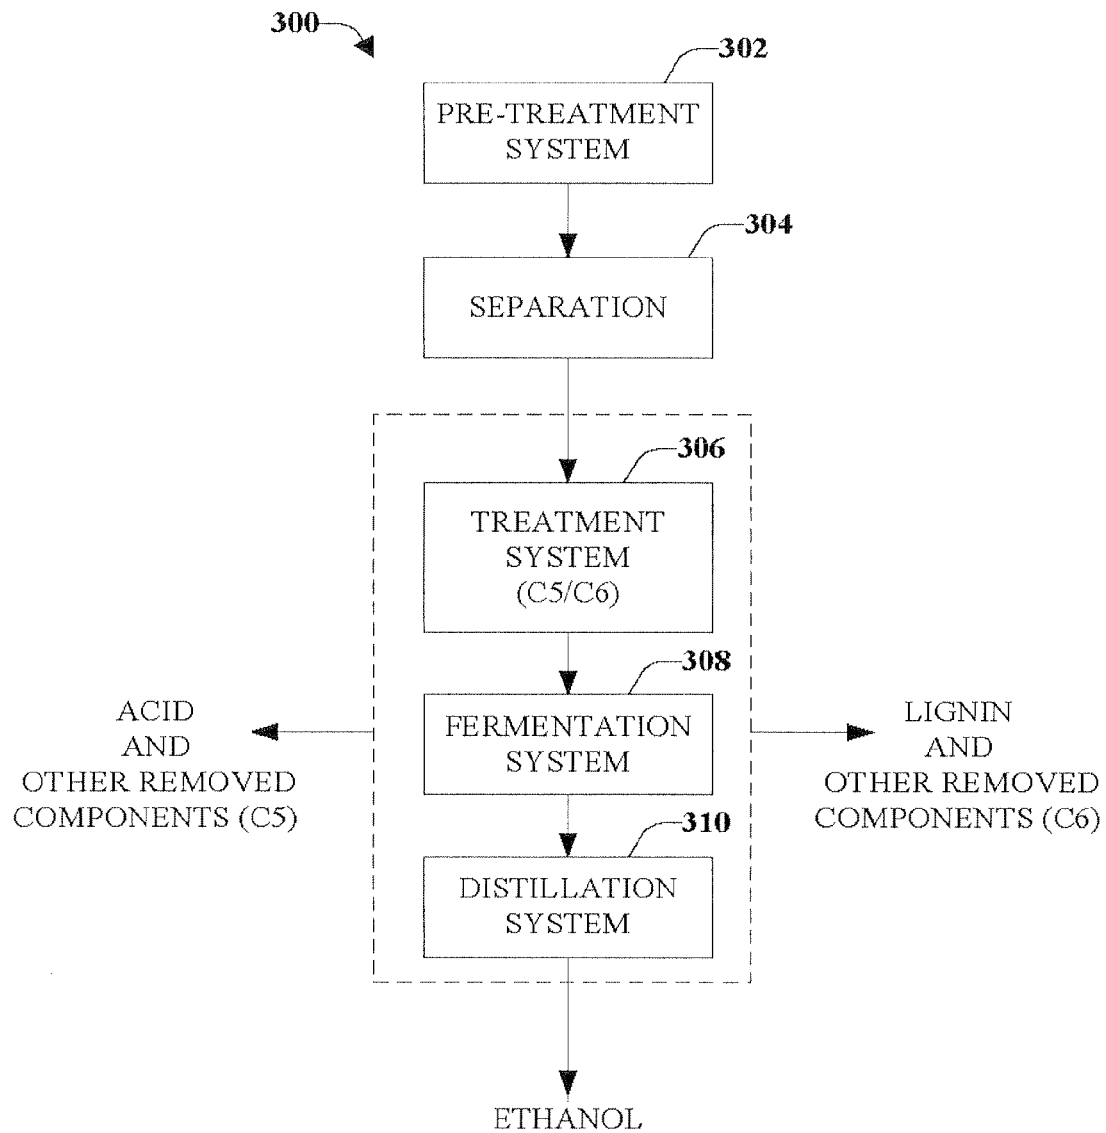 300
302
PRE-TREATMENT
SYSTEM
304
SEPARATION
306
TREATMENT
SYSTEM
(C5/C6)
308
FERMENTATION
SYSTEM
ACID
AND
OTHER REMOVED
COMPONENTS (C5)
LIGNIN
AND
OTHER REMOVED
COMPONENTS (C6)
310
DISTILLATION
SYSTEM
ETHANOL